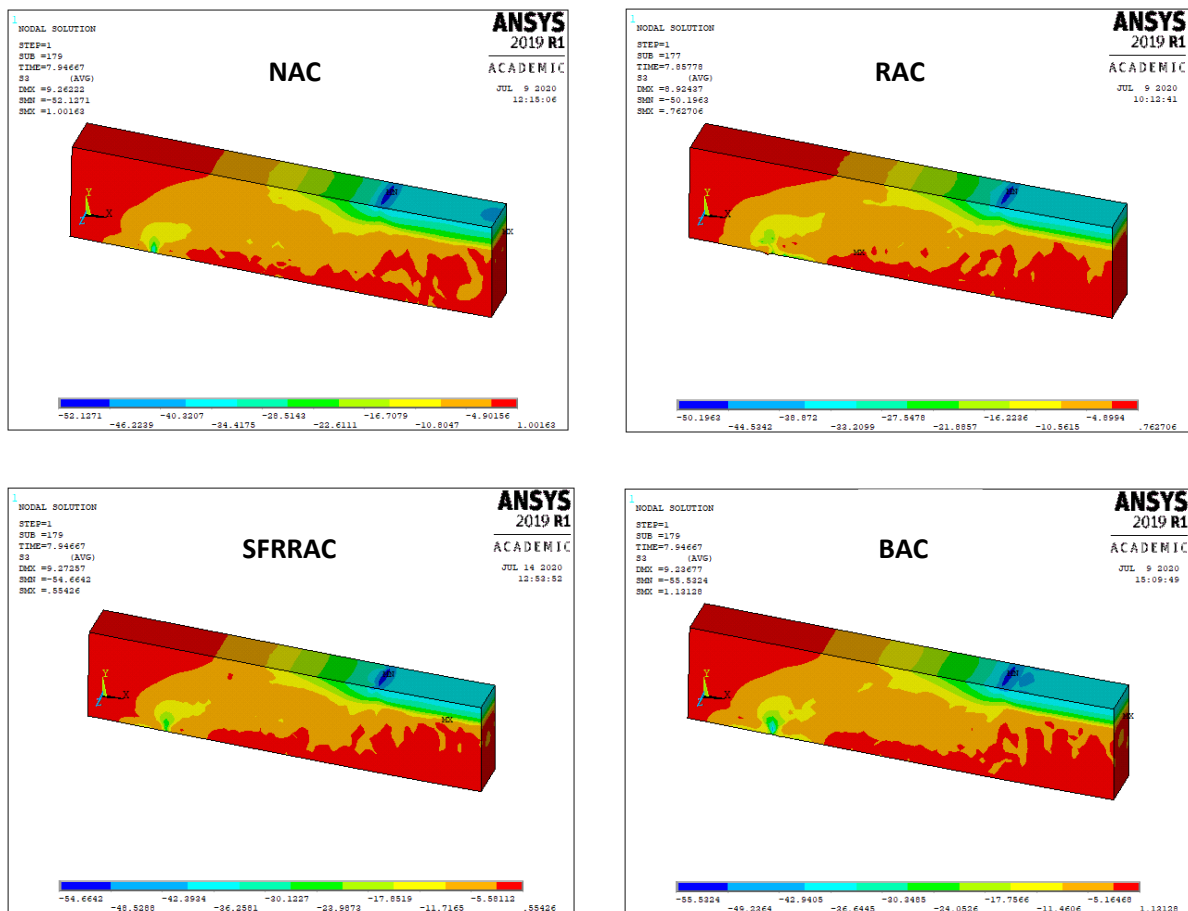 1
NODAL SOLUTION
STEP=1
SUB =179
TIME=7.94667
S3 (AVG)
DMX =9.26222
SMN =-52.1271
SMX =1.00163
NAC
ANSYS
2019 R1
ACADEMIC
JUL 9 2020
12:15:06
MN
MX
Y
Z X
-52.1271 -40.3207 -28.5143 -16.7079 -4.90156
-46.2239 -34.4175 -22.6111 -10.8047 1.00163
1
NODAL SOLUTION
STEP=1
SUB =177
TIME=7.85778
S3 (AVG)
DMX =8.92437
SMN =-50.1963
SMX =.762706
RAC
ANSYS
2019 R1
ACADEMIC
JUL 9 2020
10:12:41
MN
MX
Y
Z X
-50.1963 -38.872 -27.5478 -16.2236 -4.8994
-44.5342 -33.2099 -21.8857 -10.5615 .762706
1
NODAL SOLUTION
STEP=1
SUB =179
TIME=7.94667
S3 (AVG)
DMX =9.27257
SMN =-54.6642
SMX =.55426
SFRRAC
ANSYS
2019 R1
ACADEMIC
JUL 14 2020
12:53:52
MN
MX
Y
Z X
-54.6642 -42.3934 -30.1227 -17.8519 -5.58112
-48.5288 -36.2581 -23.9873 -11.7165 .55426
1
NODAL SOLUTION
STEP=1
SUB =179
TIME=7.94667
S3 (AVG)
DMX =9.23677
SMN =-55.5324
SMX =1.13128
BAC
ANSYS
2019 R1
ACADEMIC
JUL 9 2020
15:09:49
MN
MX
Y
Z X
-55.5324 -42.9405 -30.3485 -17.7566 -5.16468
-49.2364 -36.6445 -24.0526 -11.4606 1.13128